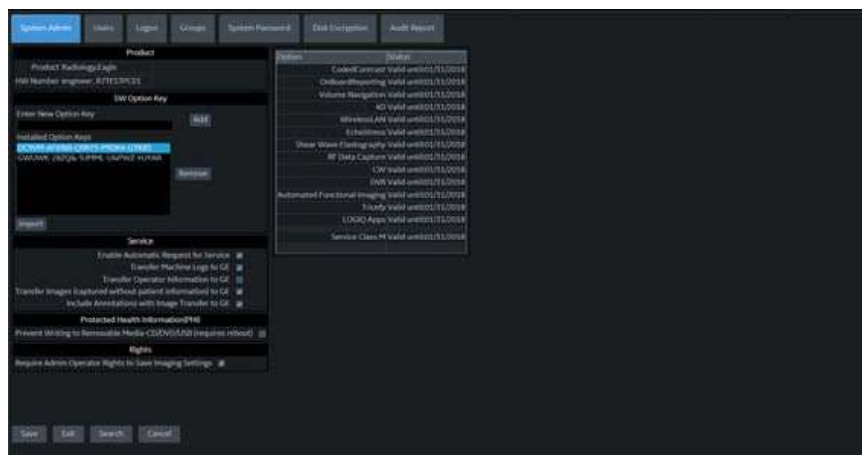 System Admin Users Logon Groups System Password Disk Encryption Audit Report
Product
Product Radiology,Eagle
HW Number engineer,
SW Option Key
Enter New Option Key
Add
Installed Option Keys
Remove
Import
Service
Enable Automatic Request for Service
Transfer Machine Logs to GE
Transfer Operator Information to GE
Transfer Images (captured without patient information) to GE
Include Annotations with Image Transfer to GE
Protected Health Information(PHI)
Prevent Writing to Removable Media-CD/DVD/USB (requires reboot)
Rights
Require Admin Operator Rights to Save Imaging Settings
Option Status
CodedContrast Valid until:01/31/2018
OnBoardReporting Valid until:01/31/2018
Volume Navigation Valid until:01/31/2018
4D Valid until:01/31/2018
WirelessLAN Valid until:01/31/2018
EchoStress Valid until:01/31/2018
Shear Wave Elastography Valid until:01/31/2018
RF Data Capture Valid until:01/31/2018
CW Valid until:01/31/2018
DVR Valid until:01/31/2018
Automated Functional Imaging Valid until:01/31/2018
Tricefy Valid until:01/31/2018
LOGIQ Apps Valid until:01/31/2018
Service Class M Valid until:01/31/2018
Save Exit Search Cancel